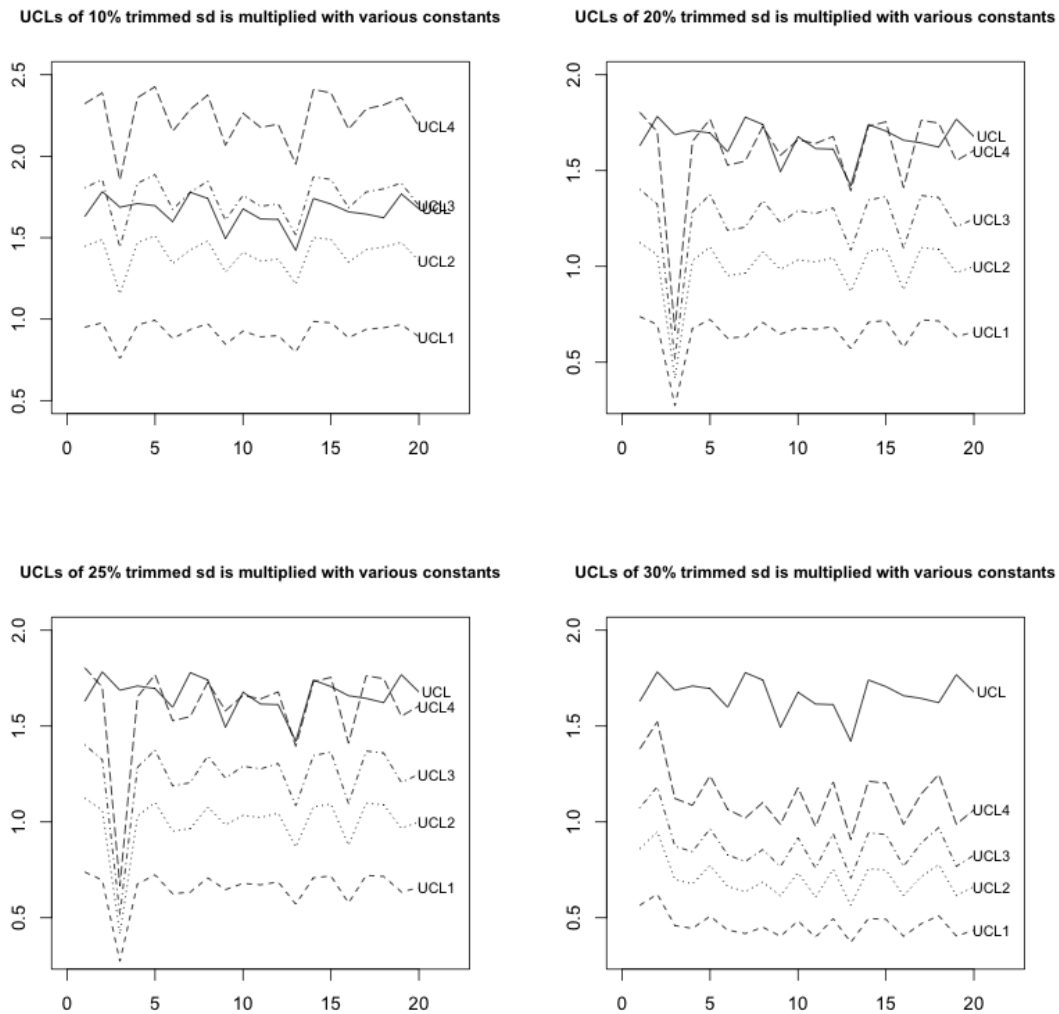 UCLs of 10% trimmed sd is multiplied with various constants
2.5
2.0
1.5
1.0
0.5
UCL4
UCL3
UCL
UCL2
UCL1
0 5 10 15 20
UCLs of 20% trimmed sd is multiplied with various constants
2.0
1.5
1.0
0.5
UCL
UCL4
UCL3
UCL2
UCL1
0 5 10 15 20
UCLs of 25% trimmed sd is multiplied with various constants
2.0
1.5
1.0
0.5
UCL
UCL4
UCL3
UCL2
UCL1
0 5 10 15 20
UCLs of 30% trimmed sd is multiplied with various constants
2.0
1.5
1.0
0.5
UCL
UCL4
UCL3
UCL2
UCL1
0 5 10 15 20